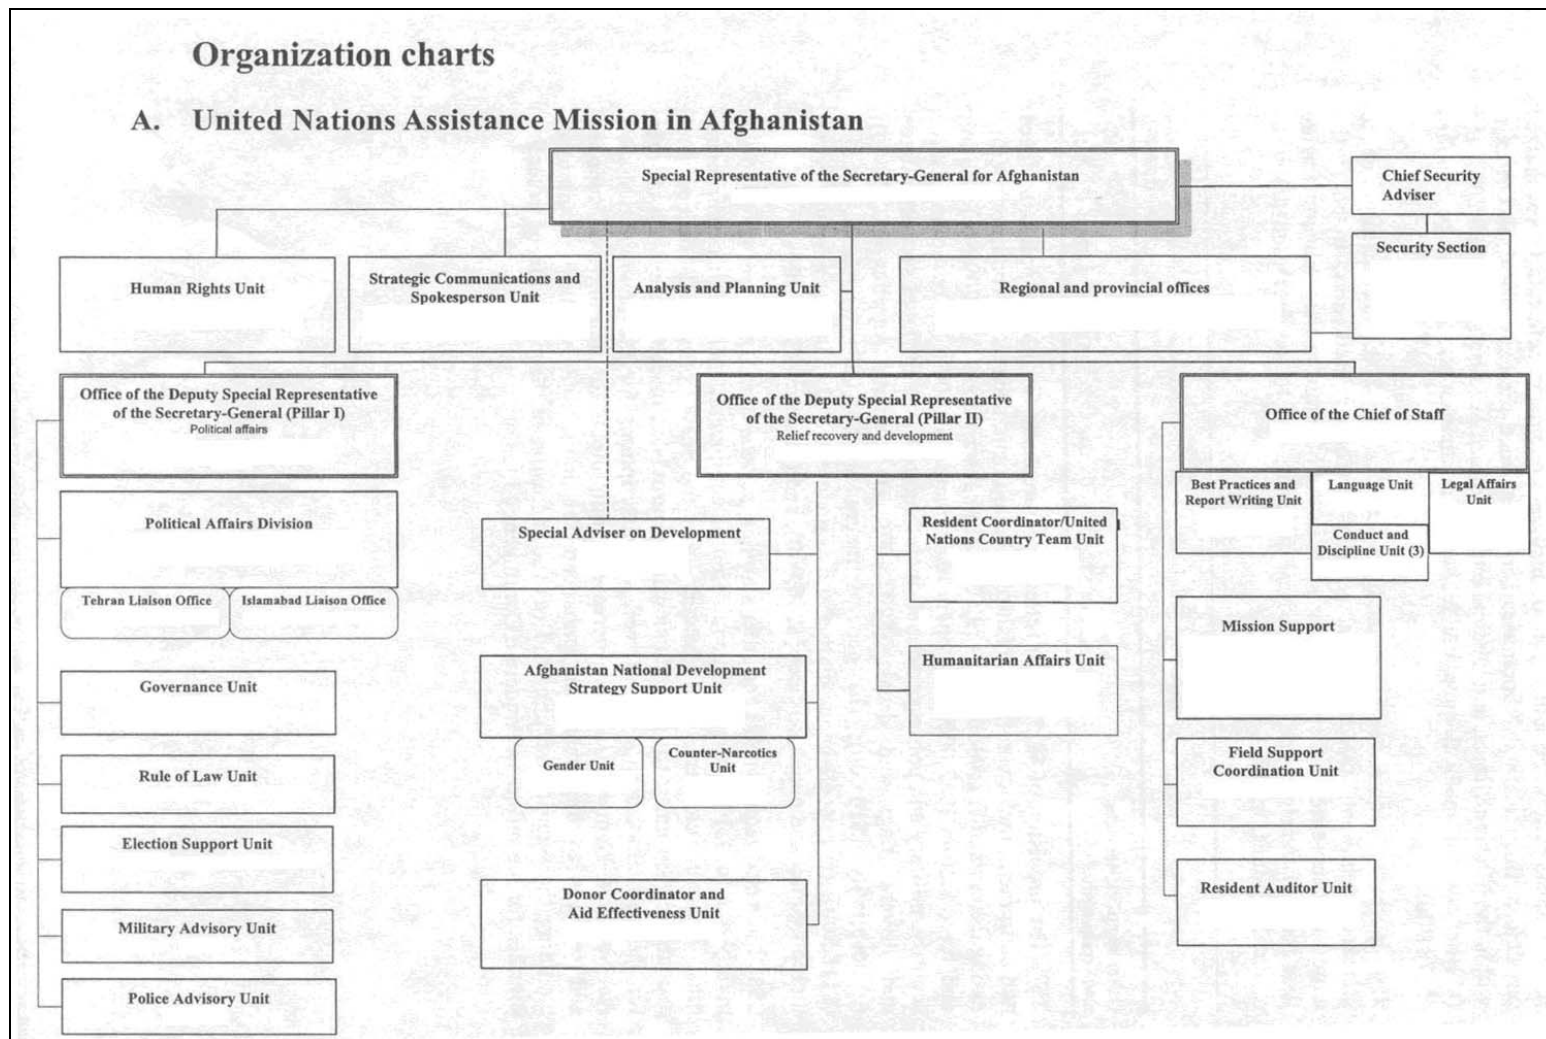 Organization charts
A. United Nations Assistance Mission in Afghanistan
Special Representative of the Secretary-General for Afghanistan
Chief Security
Adviser
Security Section
Human Rights Unit
Strategic Communications and
Spokesperson Unit
Analysis and Planning Unit
Regional and provincial offices
Office of the Deputy Special Representative
of the Secretary-General (Pillar I)
Political affairs
Office of the Deputy Special Representative
of the Secretary-General (Pillar II)
Relief recovery and development
Office of the Chief of Staff
Best Practices and
Report Writing Unit
Language Unit
Legal Affairs
Unit
Conduct and
Discipline Unit (3)
Political Affairs Division
Tehran Liaison Office
Islamabad Liaison Office
Governance Unit
Rule of Law Unit
Election Support Unit
Military Advisory Unit
Police Advisory Unit
Special Adviser on Development
Afghanistan National Development
Strategy Support Unit
Gender Unit
Counter-Narcotics
Unit
Donor Coordinator and
Aid Effectiveness Unit
Resident Coordinator/United
Nations Country Team Unit
Humanitarian Affairs Unit
Mission Support
Field Support
Coordination Unit
Resident Auditor Unit